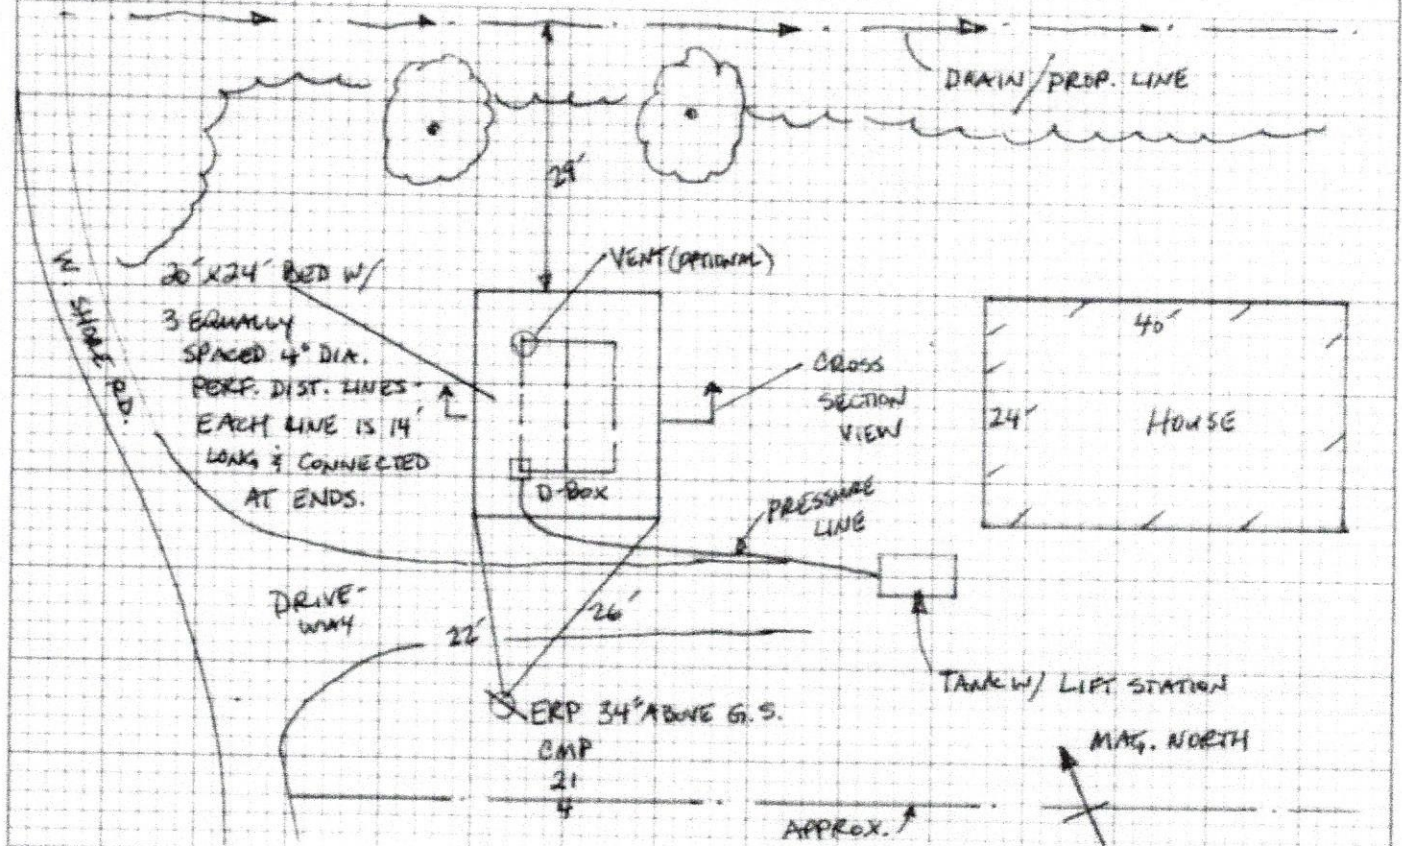 DRAIN/PROP. LINE
VENT (OPTIONAL)
20' X 24' BED W/
3 EQUALLY
SPACED 4" DIA.
PERF. DIST. LINES
EACH LINE IS 14'
LONG & CONNECTED
AT ENDS.
W. SHORE RD.
CROSS
SECTION
VIEW
40'
24'
HOUSE
D-BOX
PRESSURE
LINE
DRIVE-
WAY
22'
26'
TANK W/ LIFT STATION
ERP 34" ABOVE G.S.
CMP
21
4
MAG. NORTH
APPROX.